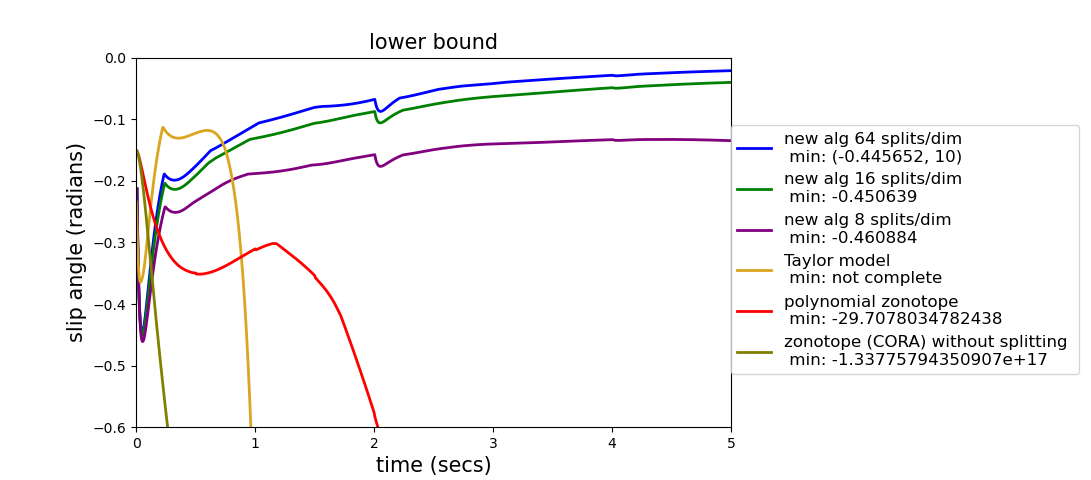 lower bound
slip angle (radians)
0.0
−0.1
−0.2
−0.3
−0.4
−0.5
−0.6
0
1
2
3
4
5
time (secs)
new alg 64 splits/dim
min: (-0.445652, 10)
new alg 16 splits/dim
min: -0.450639
new alg 8 splits/dim
min: -0.460884
Taylor model
min: not complete
polynomial zonotope
min: -29.7078034782438
zonotope (CORA) without splitting
min: -1.33775794350907e+17